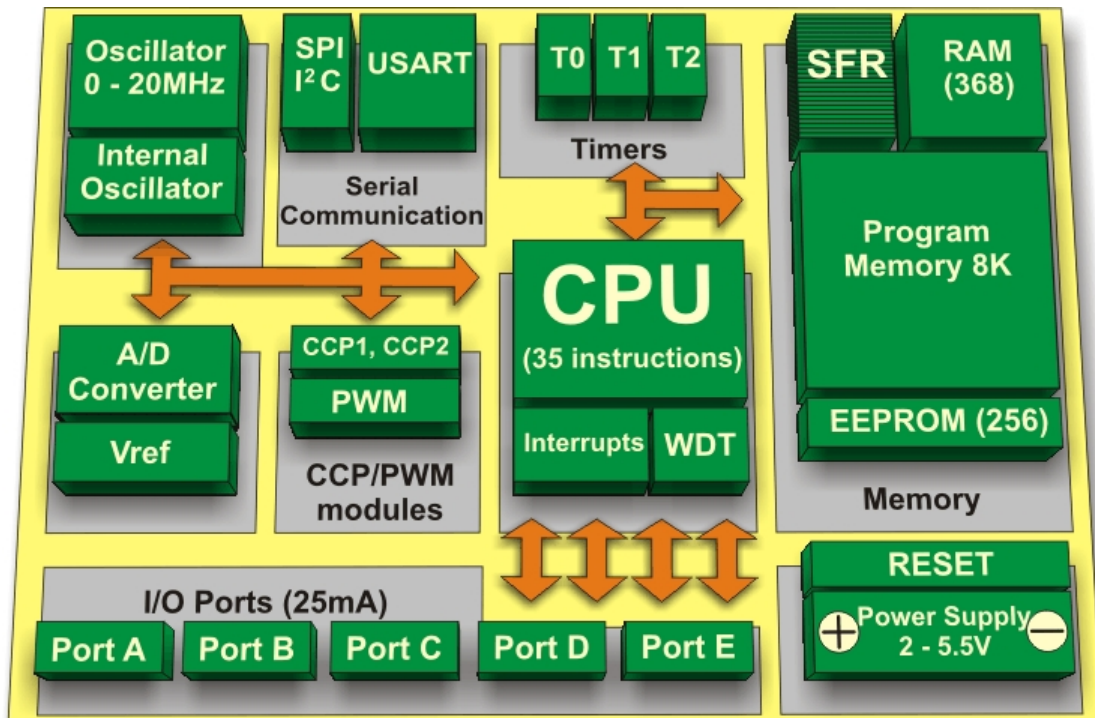 Oscillator
0 - 20MHz
Internal
Oscillator
SPI
I²C
USART
Serial
Communication
T0
T1
T2
Timers
SFR
RAM
(368)
Program
Memory 8K
EEPROM (256)
Memory
A/D
Converter
Vref
CCP1, CCP2
PWM
CCP/PWM
modules
CPU
(35 instructions)
Interrupts
WDT
I/O Ports (25mA)
Port A
Port B
Port C
Port D
Port E
RESET
+
Power Supply
2 - 5.5V
−